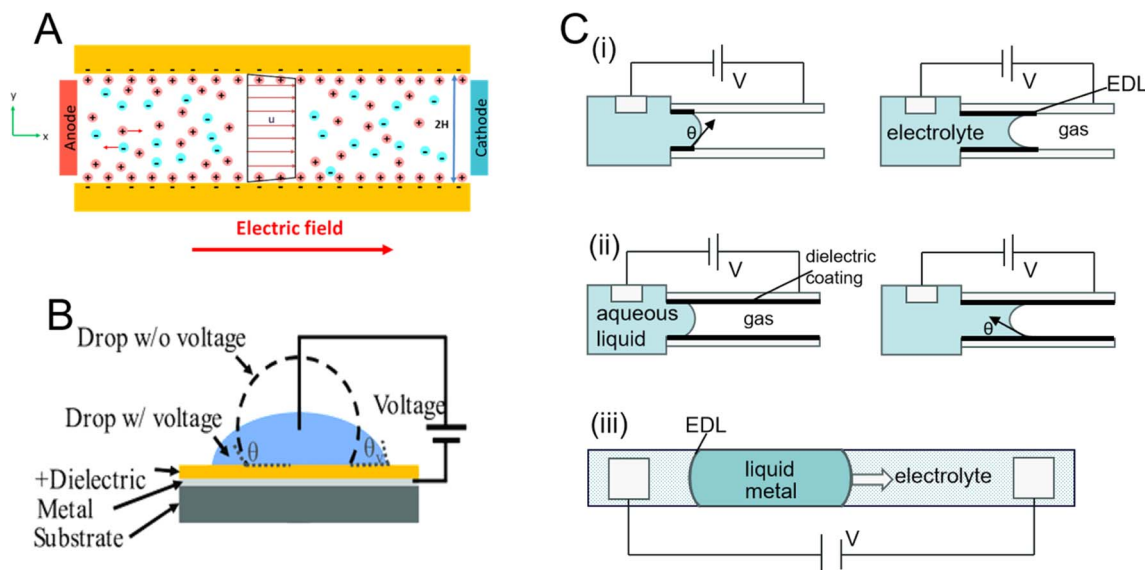 A
y
x
Anode
u
2H
Cathode
Electric field
B
Drop w/o voltage
Drop w/ voltage
Voltage
θ
θ
+Dielectric
Metal
Substrate
C
(i)
V
θ
V
EDL
electrolyte
gas
(ii)
V
dielectric
coating
aqueous
liquid
gas
V
θ
(iii)
EDL
liquid
metal
electrolyte
V